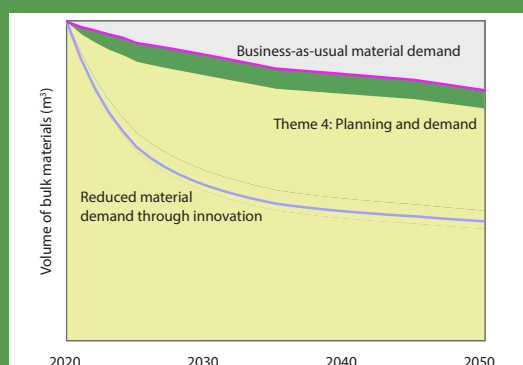 Business-as-usual material demand
Theme 4: Planning and demand
Reduced material
demand through innovation
Volume of bulk materials (m³)
2020 2030 2040 2050